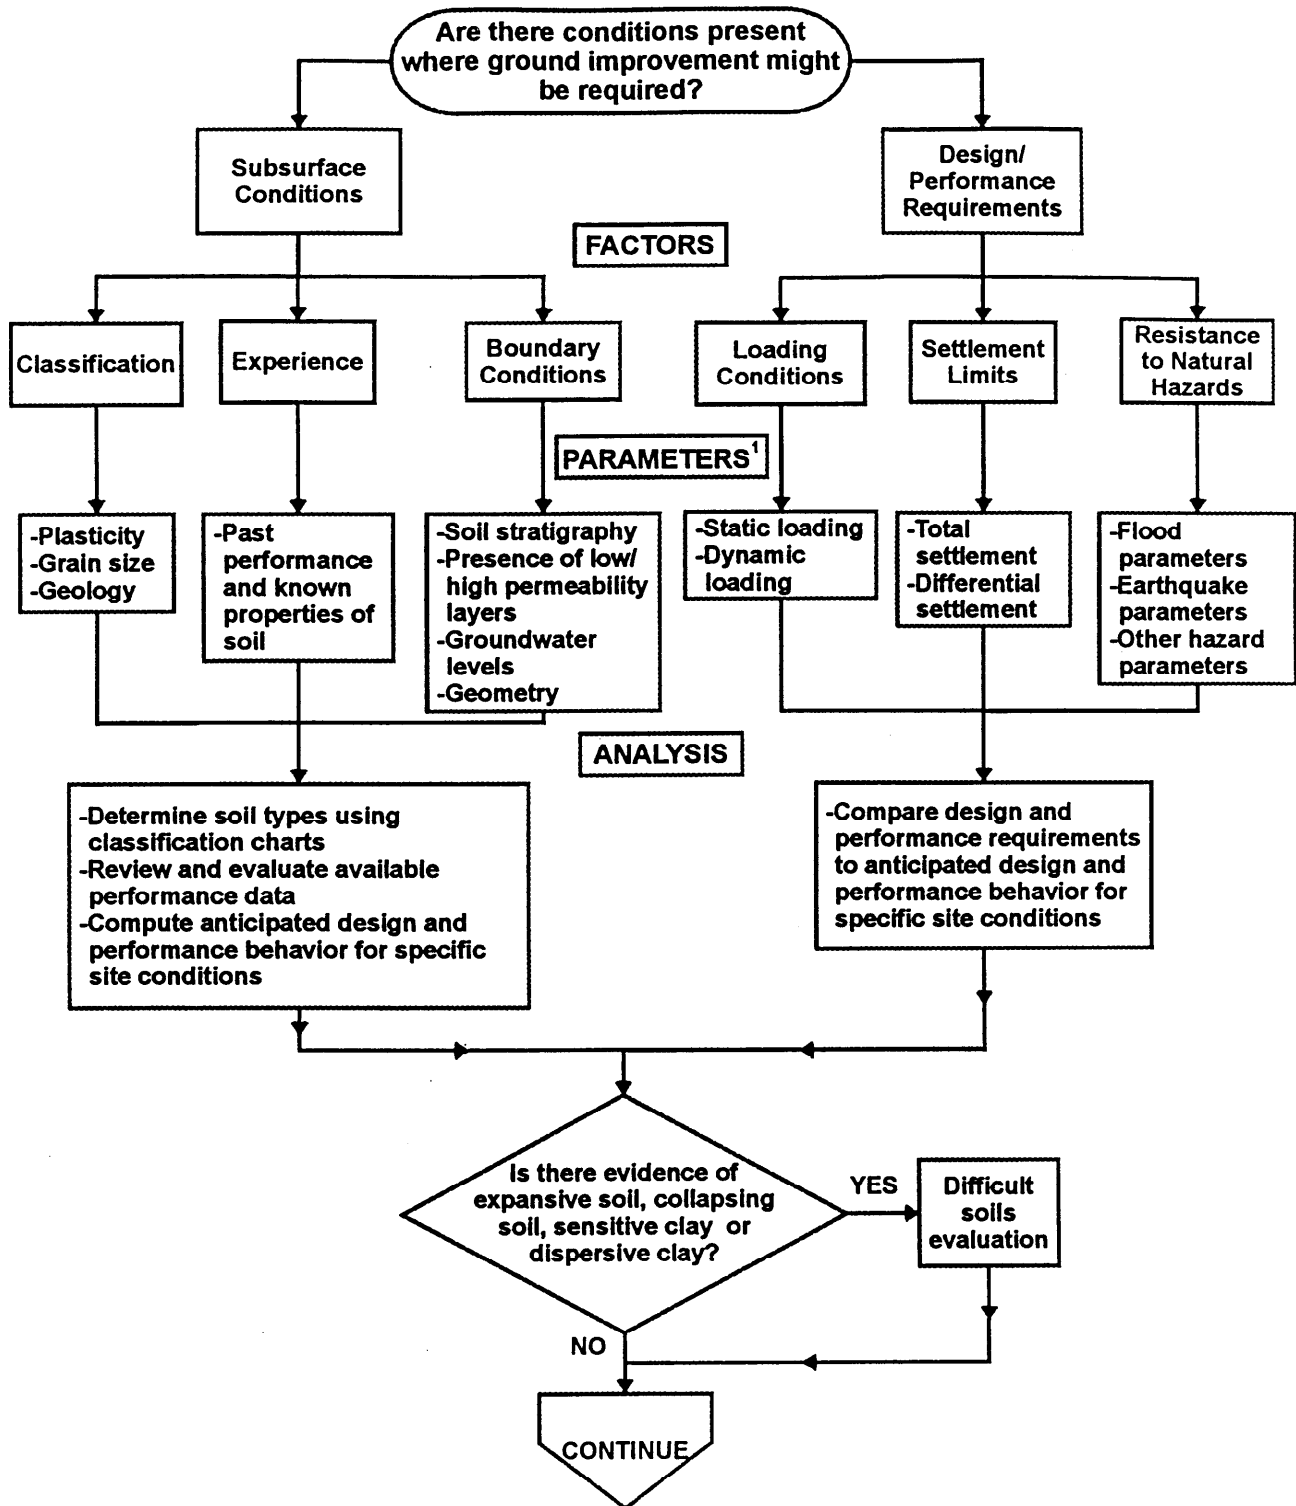 Are there conditions present
where ground improvement might
be required?
Subsurface
Conditions
Design/
Performance
Requirements
FACTORS
Classification
Experience
Boundary
Conditions
Loading
Conditions
Settlement
Limits
Resistance
to Natural
Hazards
PARAMETERS¹
-Plasticity
-Grain size
-Geology
-Past
performance
and known
properties of
soil
-Soil stratigraphy
-Presence of low/
high permeability
layers
-Groundwater
levels
-Geometry
-Static loading
-Dynamic
loading
-Total
settlement
-Differential
settlement
-Flood
parameters
-Earthquake
parameters
-Other hazard
parameters
ANALYSIS
-Determine soil types using
classification charts
-Review and evaluate available
performance data
-Compute anticipated design and
performance behavior for specific
site conditions
-Compare design and
performance requirements
to anticipated design and
performance behavior for
specific site conditions
Is there evidence of
expansive soil, collapsing
soil, sensitive clay or
dispersive clay?
YES
Difficult
soils
evaluation
NO
CONTINUE